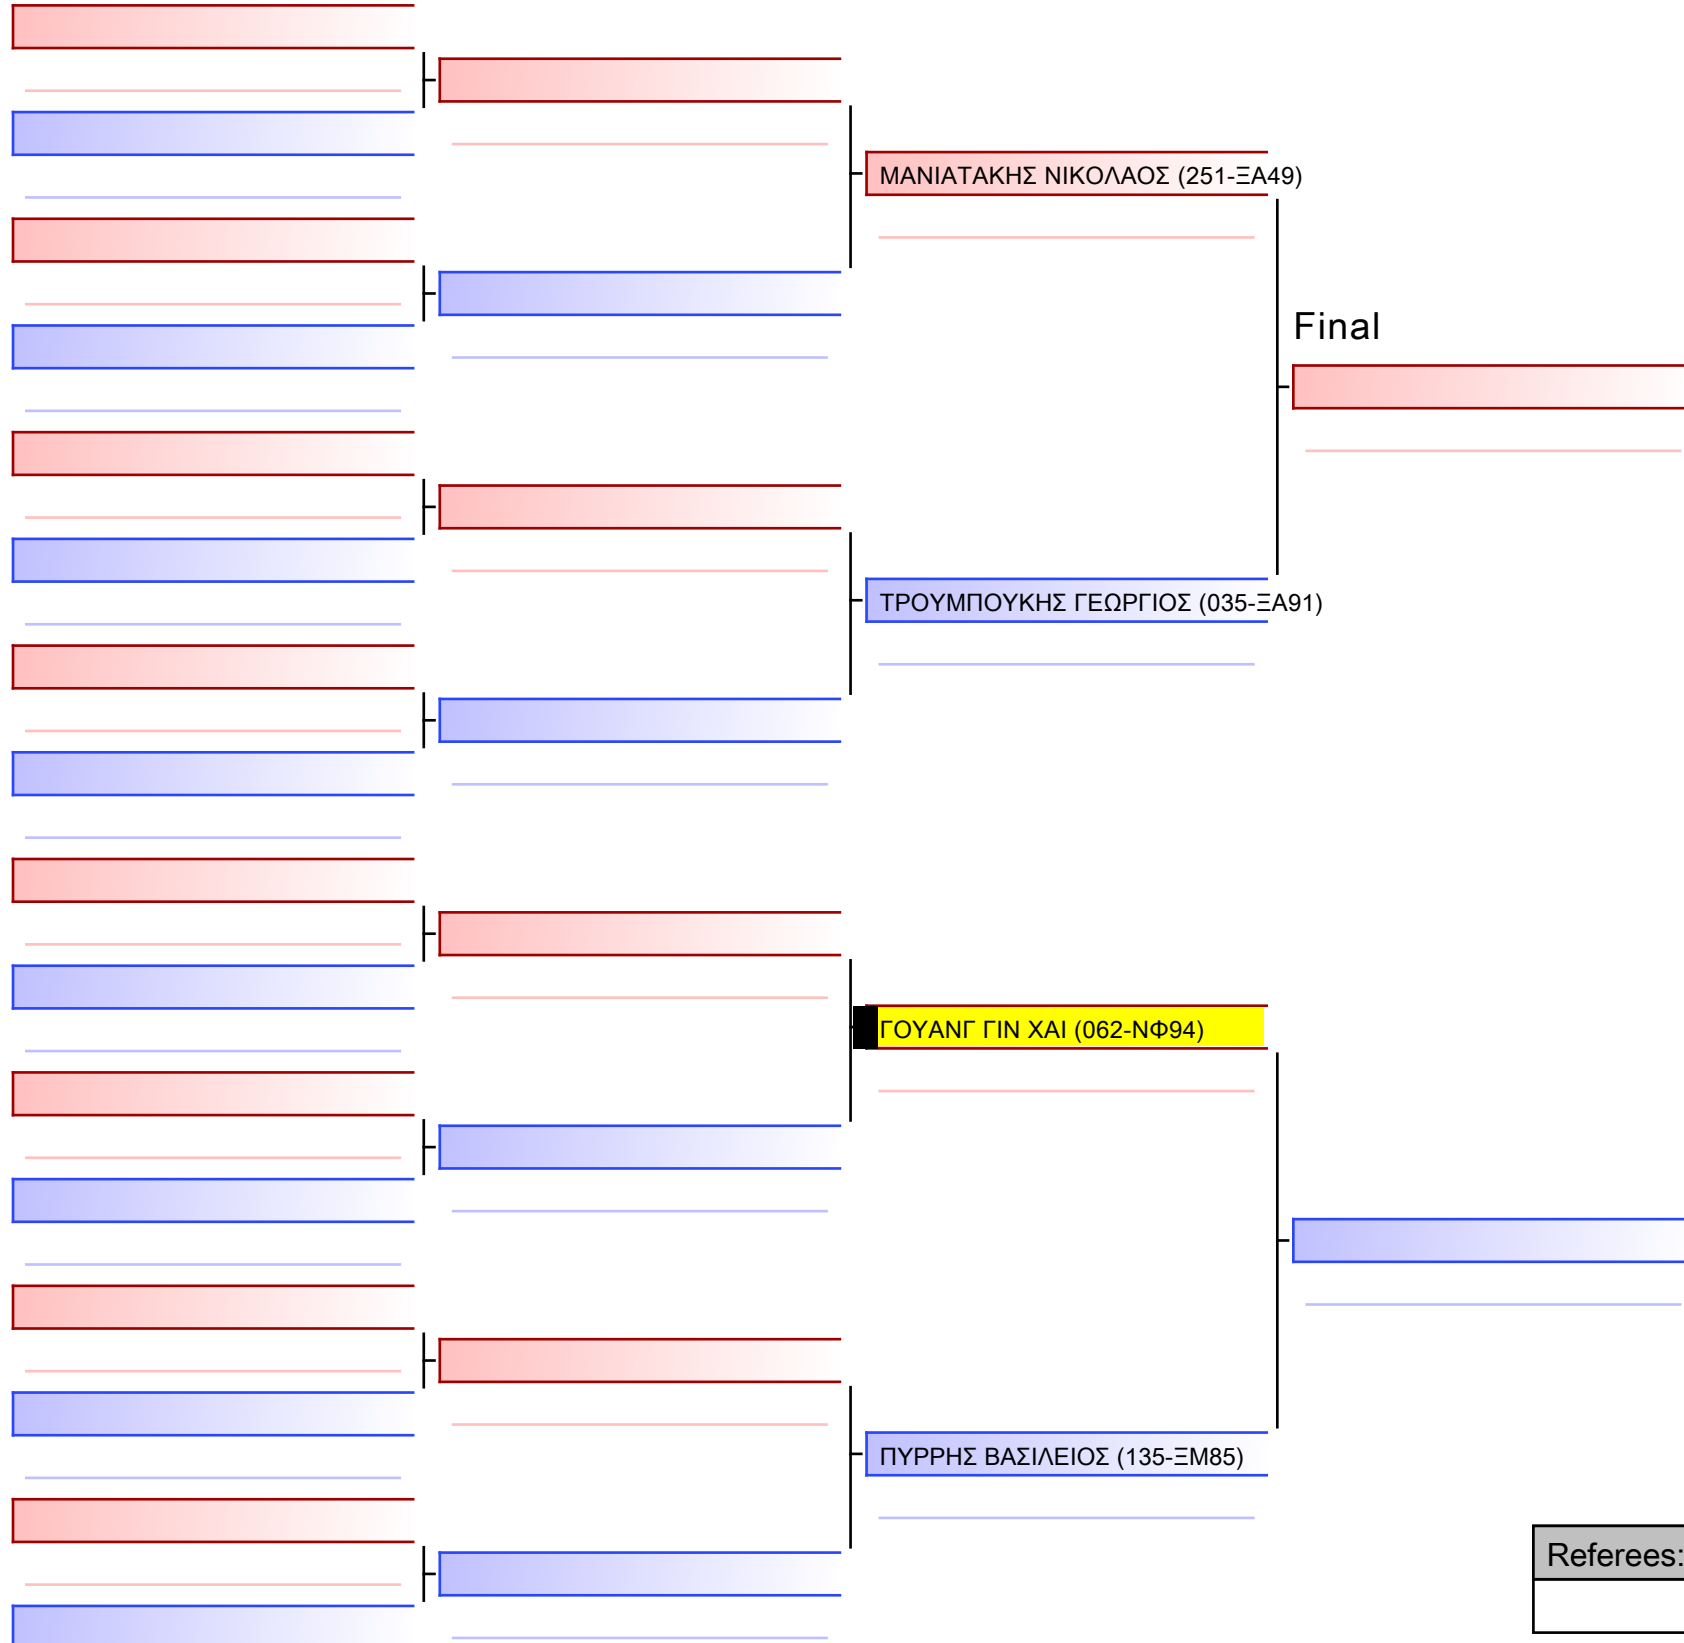 ΜΑΝΙΑΤΑΚΗΣ ΝΙΚΟΛΑΟΣ (251-ΞΑ49)
Final
ΤΡΟΥΜΠΟΥΚΗΣ ΓΕΩΡΓΙΟΣ (035-ΞΑ91)
ΓΟΥΑΝΓ ΓΙΝ ΧΑΙ (062-ΝΦ94)
ΠΥΡΡΗΣ ΒΑΣΙΛΕΙΟΣ (135-ΞΜ85)
Referees: